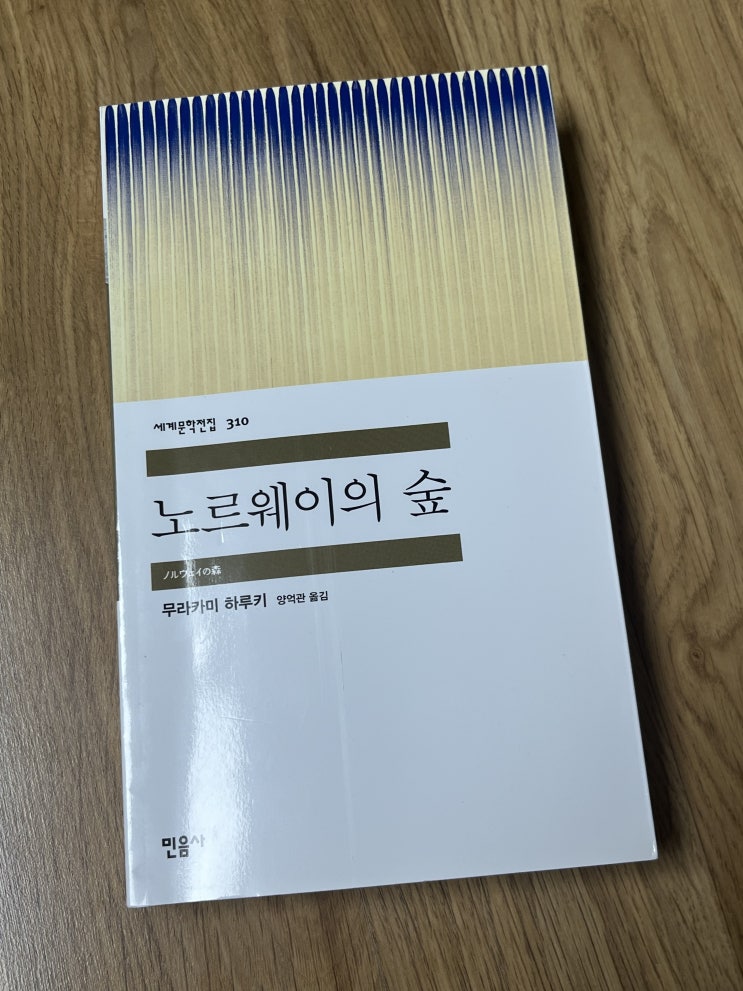 세계문학전집 310
노르웨이의 숲
ノルウェイの森
무라카미 하루키 양억관 옮김
민음사